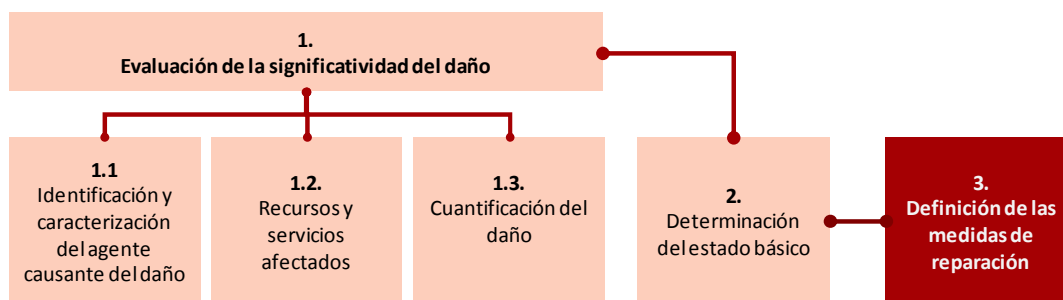 1.
Evaluación de la significatividad del daño
1.1
Identificación y
caracterización
del agente
causante del daño
1.2.
Recursos y
servicios
afectados
1.3.
Cuantificación del
daño
2.
Determinación
del estado básico
3.
Definición de las
medidas de
reparación